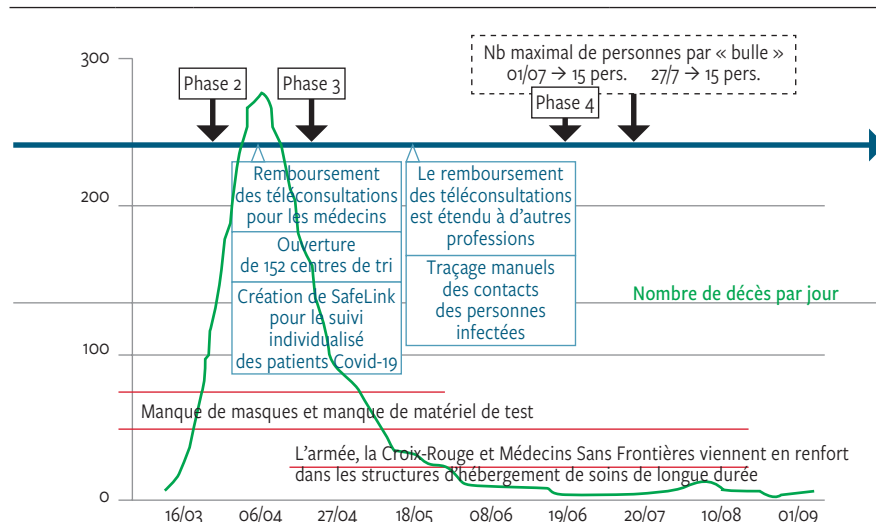 300
Nb maximal de personnes par « bulle »
01/07 → 15 pers. 27/7 → 15 pers.
Phase 2
Phase 3
Phase 4
Remboursement
des téléconsultations
pour les médecins
Ouverture
de 152 centres de tri
Création de SafeLink
pour le suivi
individualisé
des patients Covid-19
Le remboursement
des téléconsultations
est étendu à d'autres
professions
Traçage manuels
des contacts
des personnes
infectées
200
Nombre de décès par jour
100
Manque de masques et manque de matériel de test
L'armée, la Croix-Rouge et Médecins Sans Frontières viennent en renfort
dans les structures d'hébergement de soins de longue durée
0
16/03 06/04 27/04 18/05 08/06 19/06 20/07 10/08 01/09